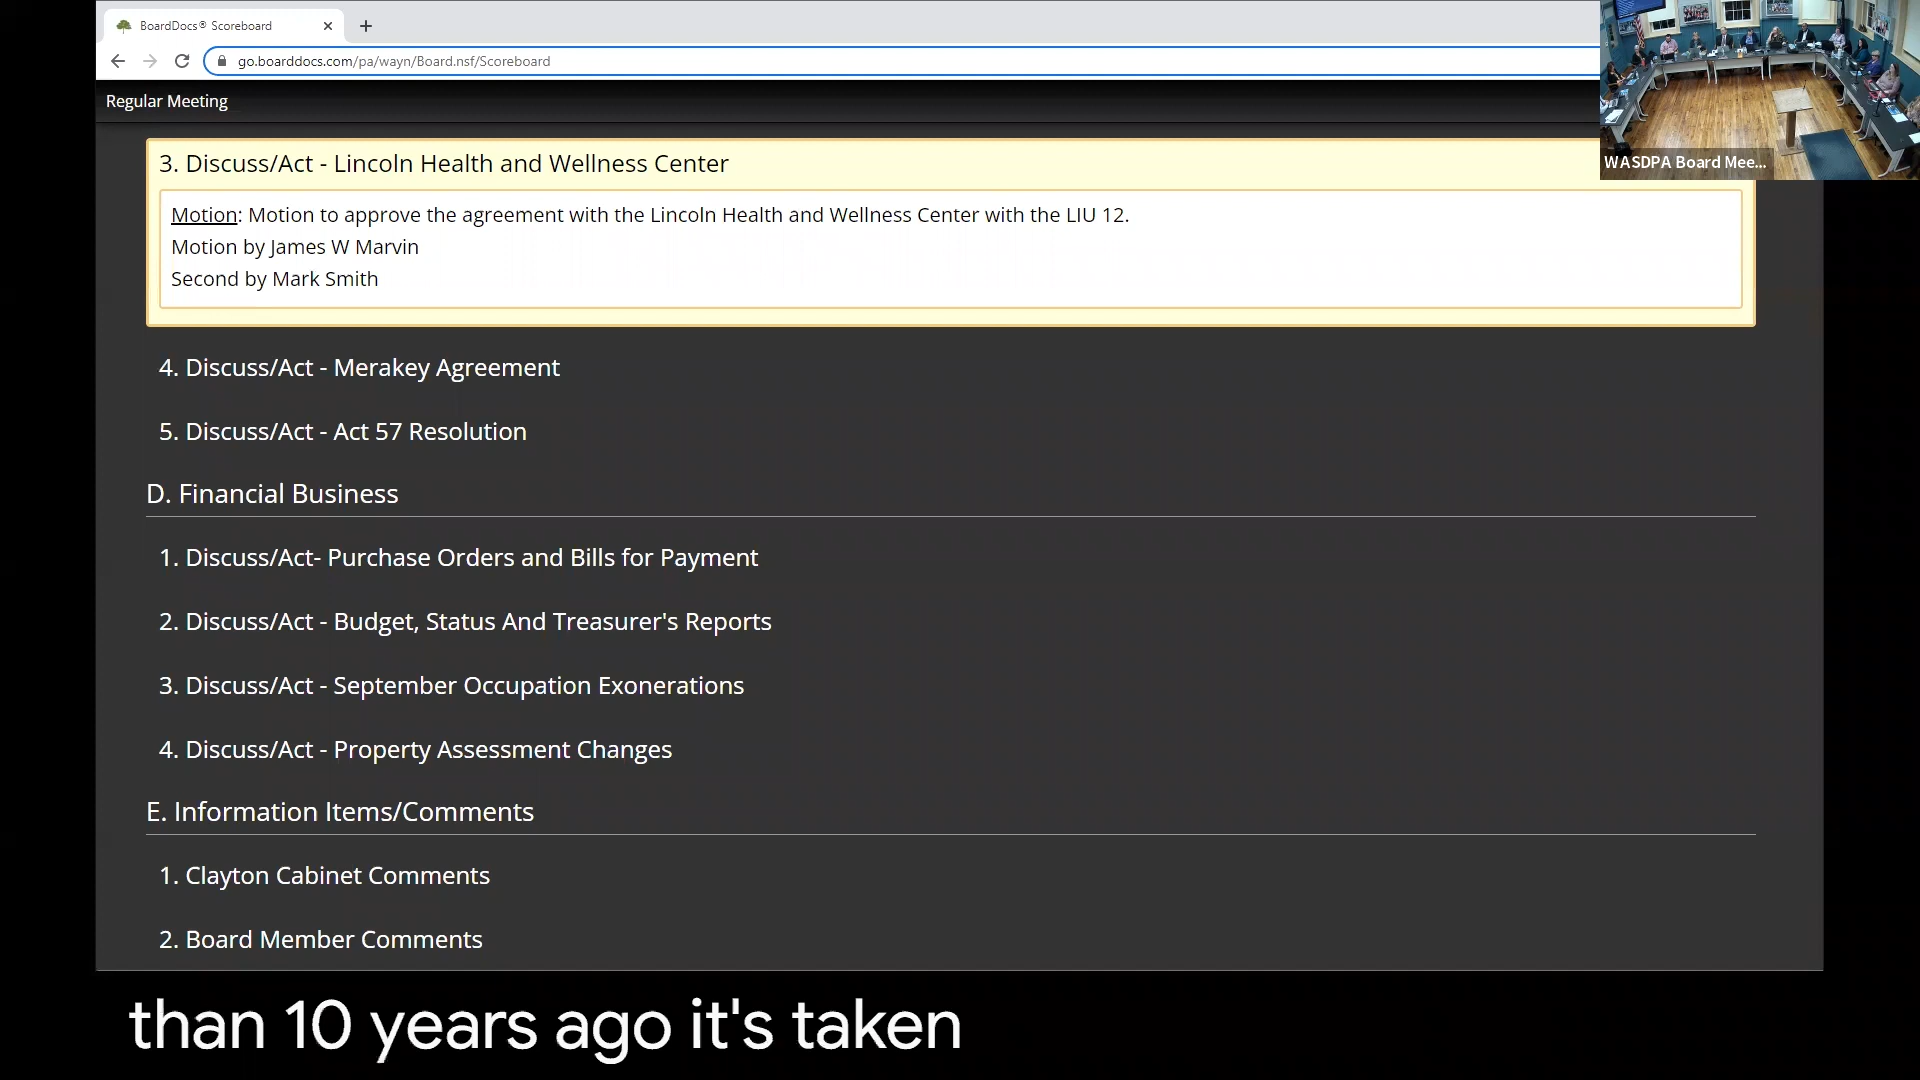 BoardDocs® Scoreboard
go.boarddocs.com/pa/wayn/Board.nsf/Scoreboard
Regular Meeting
WASDPA Board Mee...
3. Discuss/Act - Lincoln Health and Wellness Center
Motion: Motion to approve the agreement with the Lincoln Health and Wellness Center with the LIU 12.
Motion by James W Marvin
Second by Mark Smith
4. Discuss/Act - Merakey Agreement
5. Discuss/Act - Act 57 Resolution
D. Financial Business
1. Discuss/Act- Purchase Orders and Bills for Payment
2. Discuss/Act - Budget, Status And Treasurer's Reports
3. Discuss/Act - September Occupation Exonerations
4. Discuss/Act - Property Assessment Changes
E. Information Items/Comments
1. Clayton Cabinet Comments
2. Board Member Comments
than 10 years ago it's taken